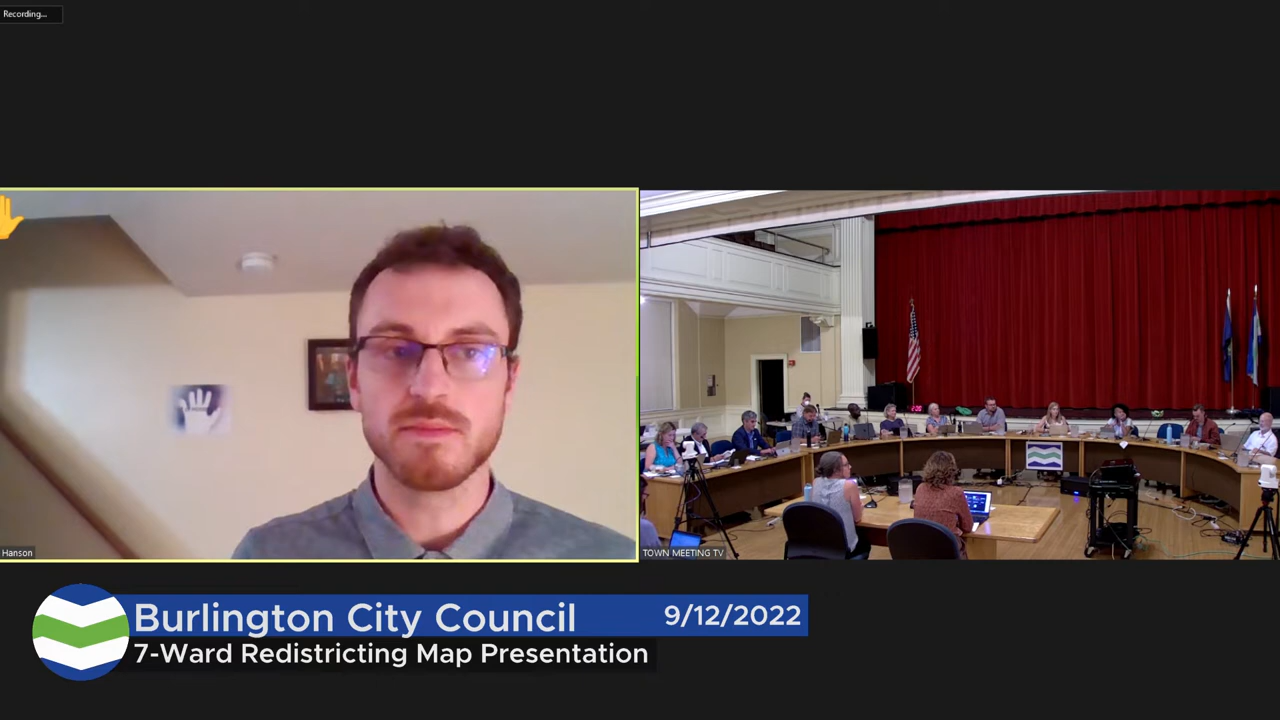 Recording...
Hanson
TOWN MEETING TV
Burlington City Council
9/12/2022
7-Ward Redistricting Map Presentation